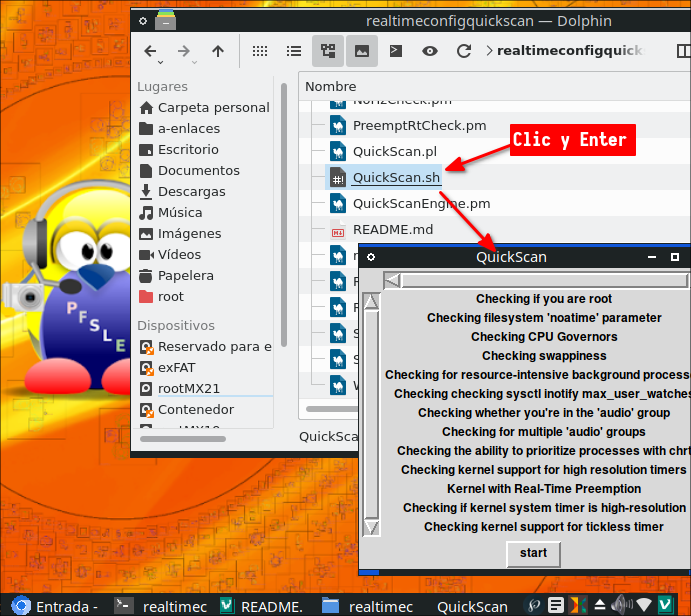 realtimeconfigquickscan — Dolphin
realtimeconfigquick
Lugares
Carpeta personal
a-enlaces
Escritorio
Documentos
Descargas
Música
Imágenes
Vídeos
Papelera
root
Dispositivos
Reservado para e
exFAT
rootMX21
Contenedor
Nombre
NoHzCheck.pm
PreemptRtCheck.pm
QuickScan.pl
QuickScan.sh
QuickScanEngine.pm
README.md
Clic y Enter
QuickSca
PFSLE
QuickScan
Checking if you are root
Checking filesystem 'noatime' parameter
Checking CPU Governors
Checking swappiness
Checking for resource-intensive background process
Checking checking sysctl inotify max_user_watches
Checking whether you're in the 'audio' group
Checking for multiple 'audio' groups
Checking the ability to prioritize processes with chrt
Checking kernel support for high resolution timers
Kernel with Real-Time Preemption
Checking if kernel system timer is high-resolution
Checking kernel support for tickless timer
start
Entrada -
realtimec
README.
realtimec
QuickScan